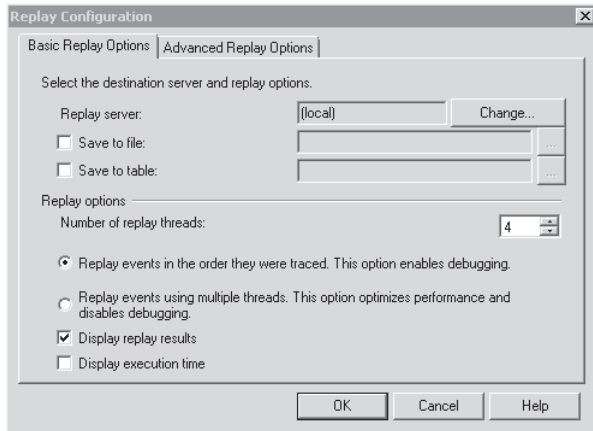 Replay Configuration
Basic Replay Options
Advanced Replay Options
Select the destination server and replay options.
Replay server:
(local)
Change...
Save to file:
...
Save to table:
...
Replay options
Number of replay threads:
4
Replay events in the order they were traced. This option enables debugging.
Replay events using multiple threads. This option optimizes performance and
disables debugging.
Display replay results
Display execution time
OK
Cancel
Help